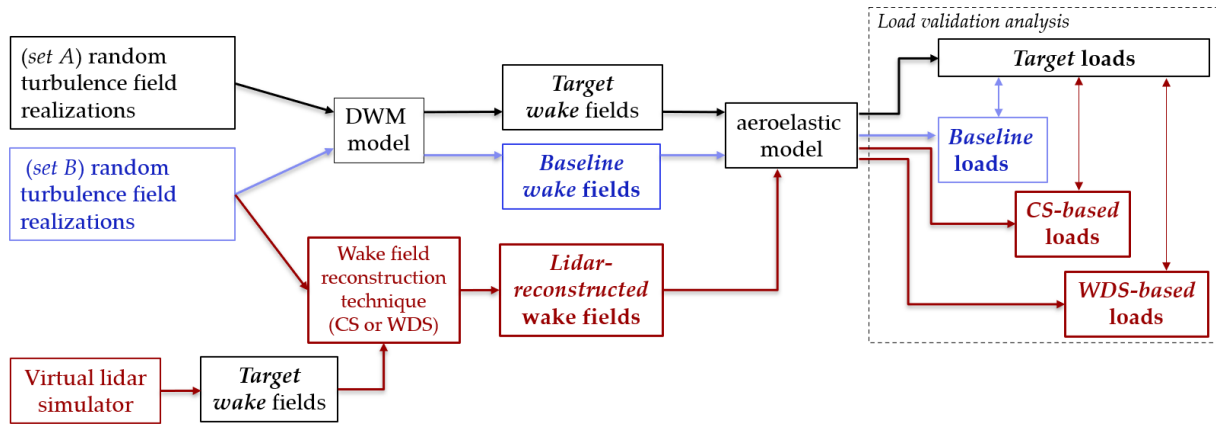 Load validation analysis
(set A) random
turbulence field
realizations
DWM
model
Target
wake fields
aeroelastic
model
Target loads
(set B) random
turbulence field
realizations
Baseline
wake fields
Baseline
loads
CS-based
loads
Wake field
reconstruction
technique
(CS or WDS)
Lidar-
reconstructed
wake fields
WDS-based
loads
Virtual lidar
simulator
Target
wake fields